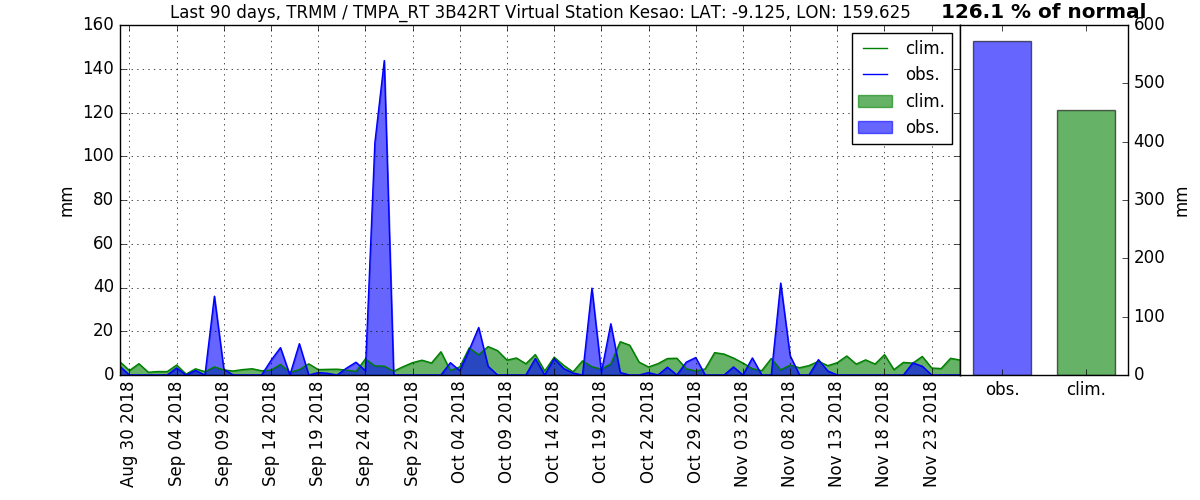 Last 90 days, TRMM / TMPA_RT 3B42RT Virtual Station Kesao: LAT: -9.125, LON: 159.625
126.1 % of normal
160
140
120
100
80
60
40
20
0
mm
clim.
obs.
clim.
obs.
600
500
400
300
200
100
0
mm
obs.
clim.
Aug 30 2018
Sep 04 2018
Sep 09 2018
Sep 14 2018
Sep 19 2018
Sep 24 2018
Sep 29 2018
Oct 04 2018
Oct 09 2018
Oct 14 2018
Oct 19 2018
Oct 24 2018
Oct 29 2018
Nov 03 2018
Nov 08 2018
Nov 13 2018
Nov 18 2018
Nov 23 2018